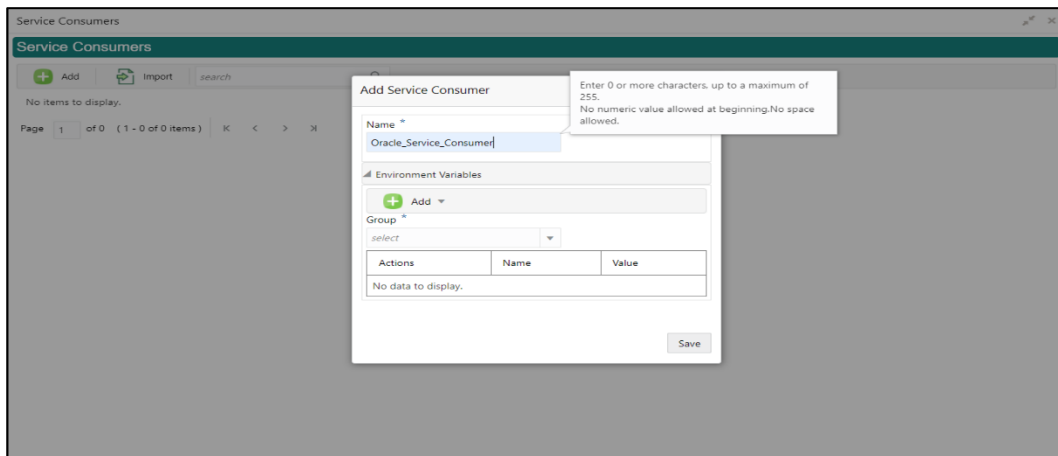 Service Consumers
Service Consumers
Add Import search
No items to display.
Page 1 of 0 (1 - 0 of 0 items)
Add Service Consumer
Enter 0 or more characters. up to a maximum of
255.
No numeric value allowed at beginning.No space
allowed.
Name *
Oracle_Service_Consumer
Environment Variables
Add
Group *
select
Actions Name Value
No data to display.
Save